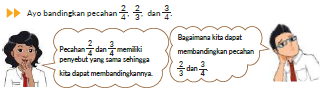 Ayo bandingkan pecahan 2/4, 2/3, dan 3/4.
Pecahan 2/4 dan 3/4 memiliki
penyebut yang sama sehingga
kita dapat membandingkannya.
Bagaimana kita dapat
membandingkan pecahan
2/3 dan 3/4